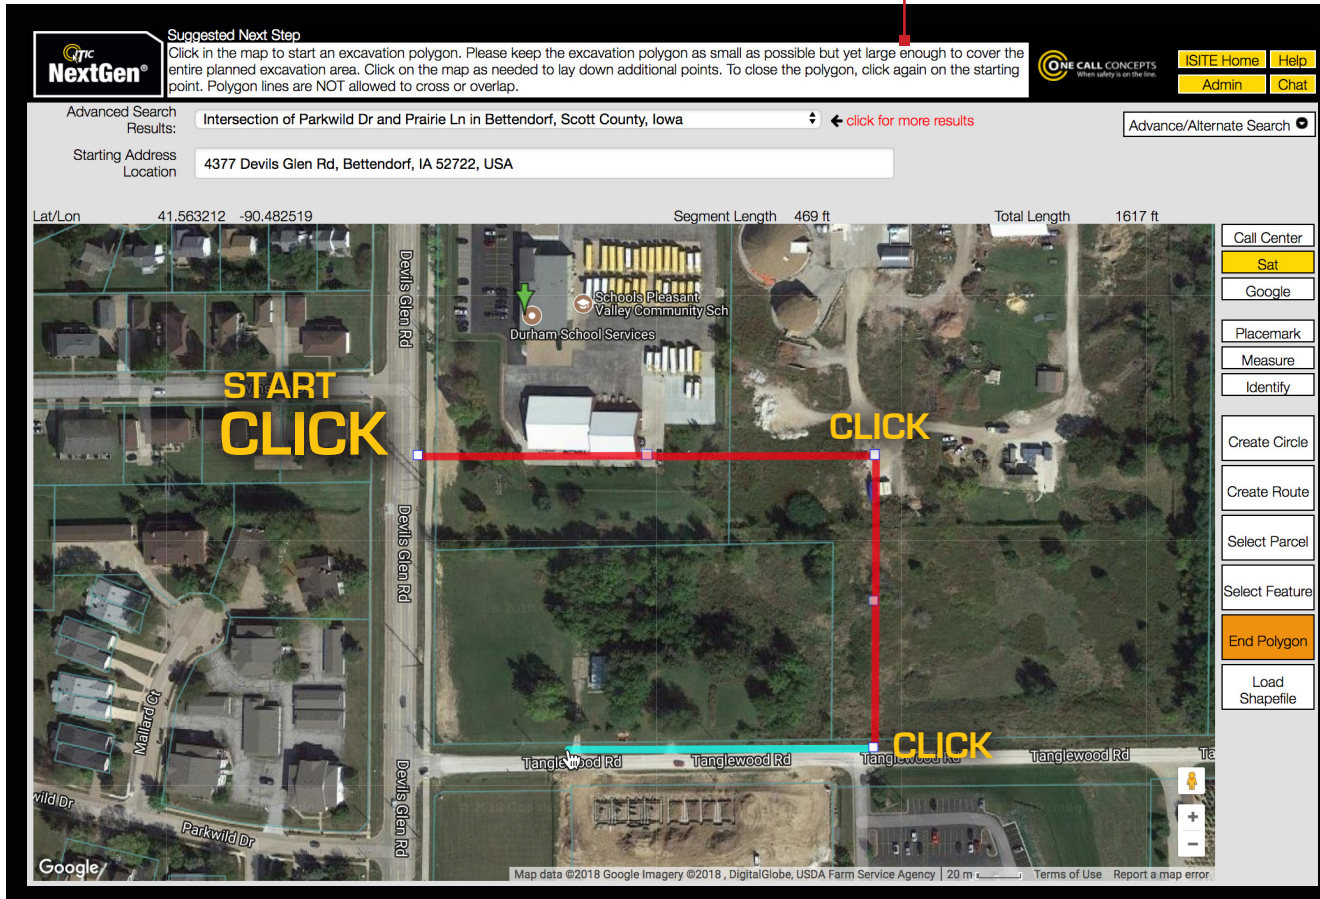 Suggested Next Step
ITIC
NextGen®
Click in the map to start an excavation polygon. Please keep the excavation polygon as small as possible but yet large enough to cover the
entire planned excavation area. Click on the map as needed to lay down additional points. To close the polygon, click again on the starting
point. Polygon lines are NOT allowed to cross or overlap.
ONE CALL CONCEPTS
When safety is on the line.
ISITE Home
Help
Admin
Chat
Advanced Search
Results:
Intersection of Parkwild Dr and Prairie Ln in Bettendorf, Scott County, Iowa
click for more results
Advance/Alternate Search
Starting Address
Location
4377 Devils Glen Rd, Bettendorf, IA 52722, USA
Lat/Lon 41.563212 -90.482519
Segment Length 469 ft
Total Length 1617 ft
Call Center
Sat
Google
Placemark
Measure
Identify
Create Circle
Create Route
Select Parcel
Select Feature
End Polygon
Load
Shapefile
Devils Glen Rd
Schools Pleasant
Valley Community Sch
Durham School Services
START
CLICK
CLICK
Devils Glen Rd
Mallard Ct
CLICK
Tanglewood Rd
Tanglewood Rd
Tanglewood Rd
Tanglewood Rd
Ta
Devils Glen Rd
wild Dr
Parkwild Dr
Google
Map data ©2018 Google Imagery ©2018 , DigitalGlobe, USDA Farm Service Agency
20 m
Terms of Use
Report a map error